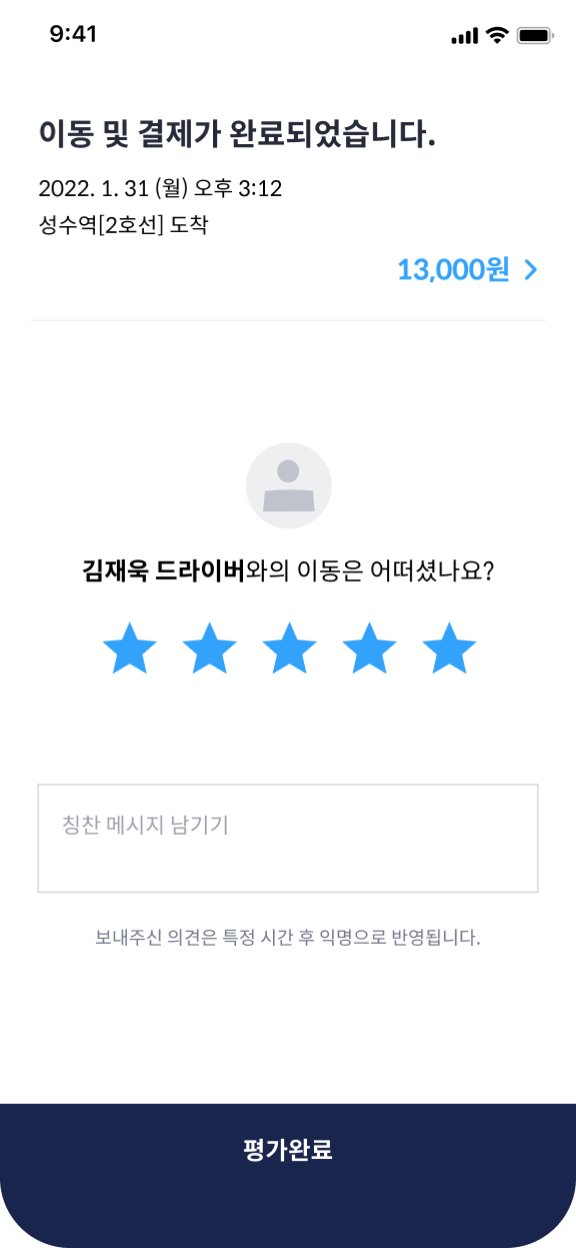 9:41
이동 및 결제가 완료되었습니다.
2022. 1. 31 (월) 오후 3:12
성수역[2호선] 도착
13,000원
김재욱 드라이버와의 이동은 어떠셨나요?
칭찬 메시지 남기기
보내주신 의견은 특정 시간 후 익명으로 반영됩니다.
평가완료